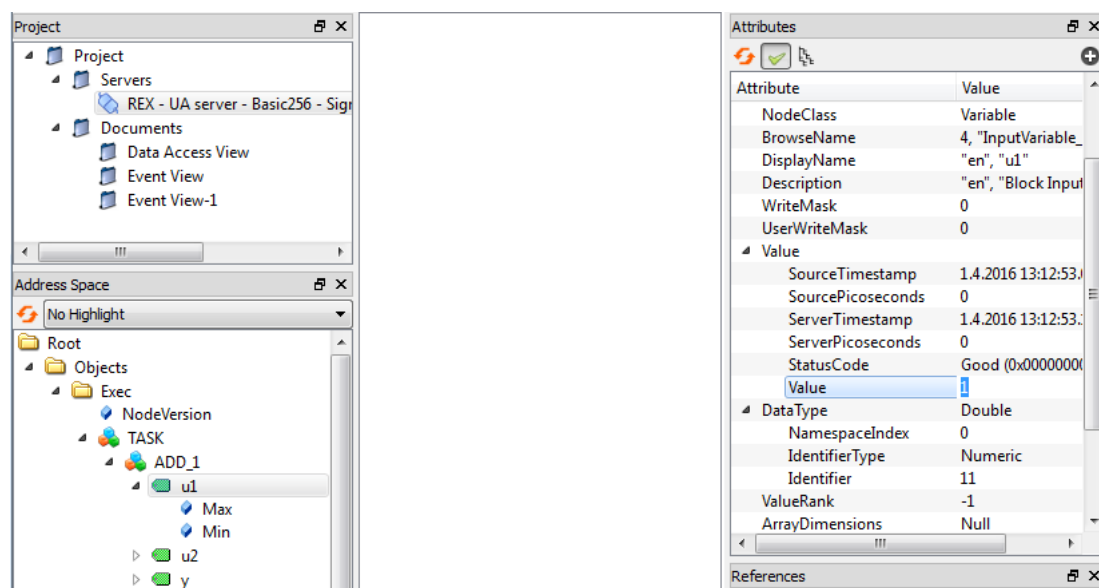 Project
Project
Servers
REX - UA server - Basic256 - Sign
Documents
Data Access View
Event View
Event View-1
Address Space
No Highlight
Root
Objects
Exec
NodeVersion
TASK
ADD_1
u1
Max
Min
u2
y
Attributes
Attribute Value
NodeClass Variable
BrowseName 4, "InputVariable_
DisplayName "en", "u1"
Description "en", "Block Input
WriteMask 0
UserWriteMask 0
Value
SourceTimestamp 1.4.2016 13:12:53.
SourcePicoseconds 0
ServerTimestamp 1.4.2016 13:12:53.
ServerPicoseconds 0
StatusCode Good (0x00000000
Value 1
DataType Double
NamespaceIndex 0
IdentifierType Numeric
Identifier 11
ValueRank -1
ArrayDimensions Null
References